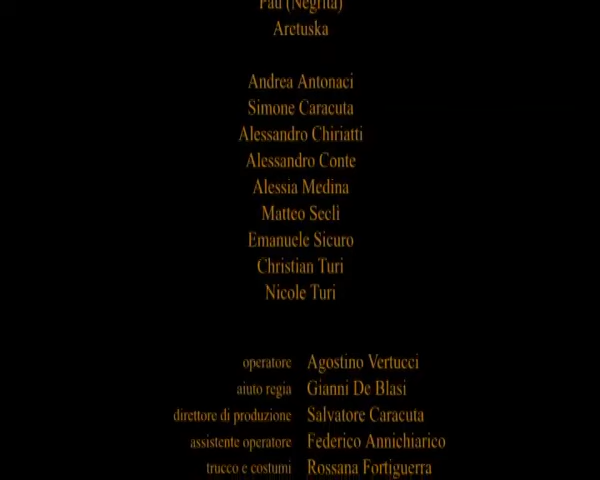 Pau (Negrita)
Aretuska
Andrea Antonaci
Simone Caracuta
Alessandro Chiriatti
Alessandro Conte
Alessia Medina
Matteo Seclì
Emanuele Sicuro
Christian Turi
Nicole Turi
operatore Agostino Vertucci
aiuto regia Gianni De Blasi
direttore di produzione Salvatore Caracuta
assistente operatore Federico Annichiarico
trucco e costumi Rossana Fortiguerra